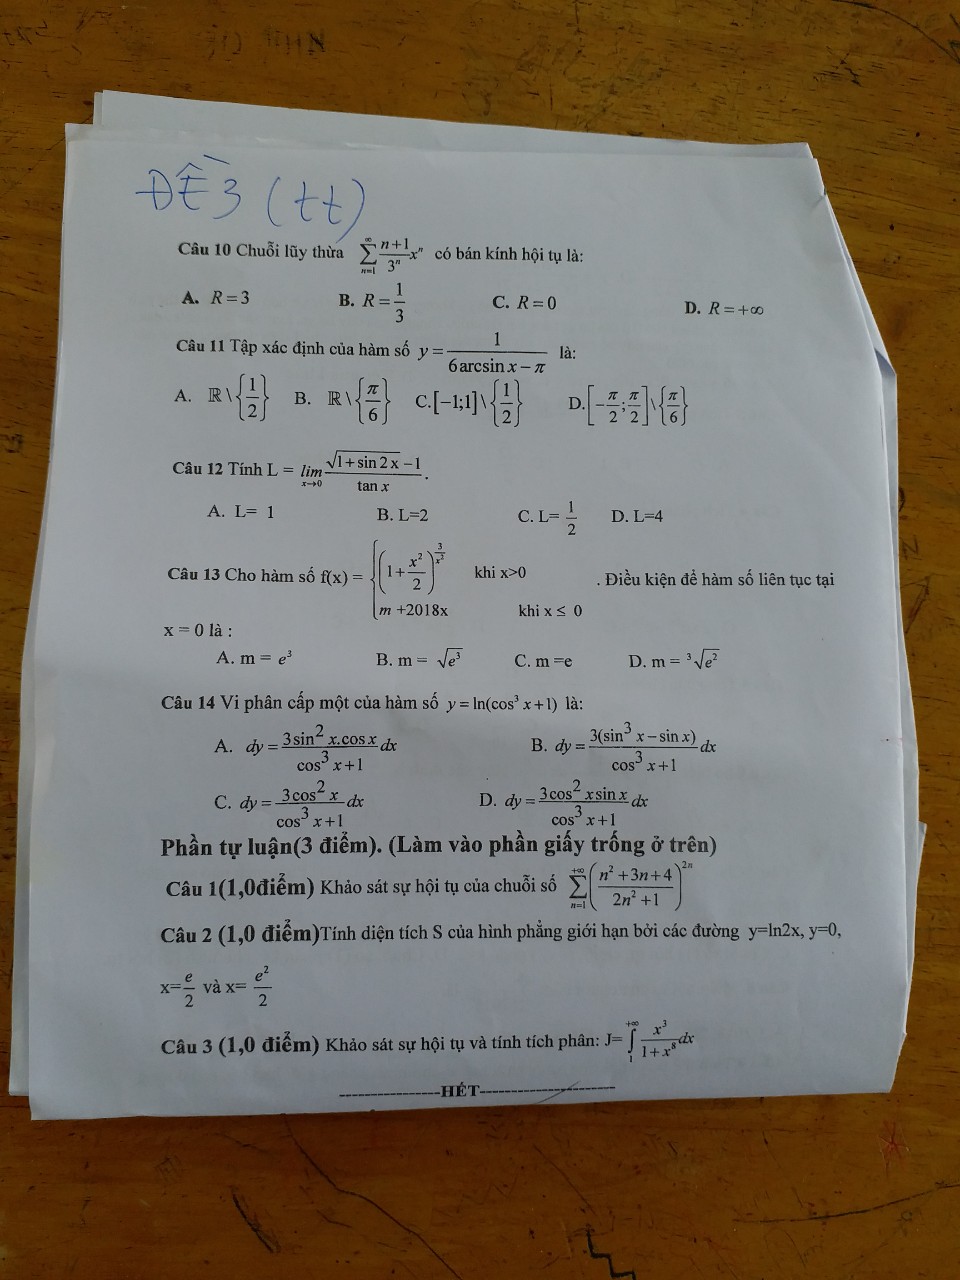 ĐỀ 3 (tt)
Câu 10 Chuỗi lũy thừa $\sum_{n=1}^{\infty}\frac{n+1}{3^n}x^n$ có bán kính hội tụ là:
A. $R=3$ B. $R=\frac{1}{3}$ C. $R=0$ D. $R=+\infty$
Câu 11 Tập xác định của hàm số $y=\frac{1}{6\arcsin x-\pi}$ là:
A. $\mathbb{R}\setminus\left\{\frac{1}{2}\right\}$ B. $\mathbb{R}\setminus\left\{\frac{\pi}{6}\right\}$ C. $[-1;1]\setminus\left\{\frac{1}{2}\right\}$ D. $\left[-\frac{\pi}{2};\frac{\pi}{2}\right]\setminus\left\{\frac{\pi}{6}\right\}$
Câu 12 Tính L = $\lim_{x\to 0}\frac{\sqrt{1+\sin 2x}-1}{\tan x}$.
A. L= 1 B. L=2 C. L= $\frac{1}{2}$ D. L=4
Câu 13 Cho hàm số f(x) = $\begin{cases}\left(1+\frac{x^2}{2}\right)^{\frac{3}{x^2}} & \text{khi x>0}\\ m+2018x & \text{khi x}\le 0\end{cases}$ . Điều kiện để hàm số liên tục tại
x = 0 là :
A. m = $e^3$ B. m = $\sqrt{e^3}$ C. m =e D. m = $\sqrt[3]{e^2}$
Câu 14 Vi phân cấp một của hàm số $y=\ln(\cos^3 x+1)$ là:
A. $dy=\frac{3\sin^2 x.\cos x}{\cos^3 x+1}dx$ B. $dy=\frac{3(\sin^3 x-\sin x)}{\cos^3 x+1}dx$
C. $dy=\frac{3\cos^2 x}{\cos^3 x+1}dx$ D. $dy=\frac{3\cos^2 x\sin x}{\cos^3 x+1}dx$
Phần tự luận(3 điểm). (Làm vào phần giấy trống ở trên)
Câu 1(1,0điểm) Khảo sát sự hội tụ của chuỗi số $\sum_{n=1}^{+\infty}\left(\frac{n^2+3n+4}{2n^2+1}\right)^{2n}$
Câu 2 (1,0 điểm)Tính diện tích S của hình phẳng giới hạn bởi các đường y=ln2x, y=0,
x=$\frac{e}{2}$ và x= $\frac{e^2}{2}$
Câu 3 (1,0 điểm) Khảo sát sự hội tụ và tính tích phân: J=$\int_{1}^{+\infty}\frac{x^3}{1+x^8}dx$
-----------------HẾT-----------------------